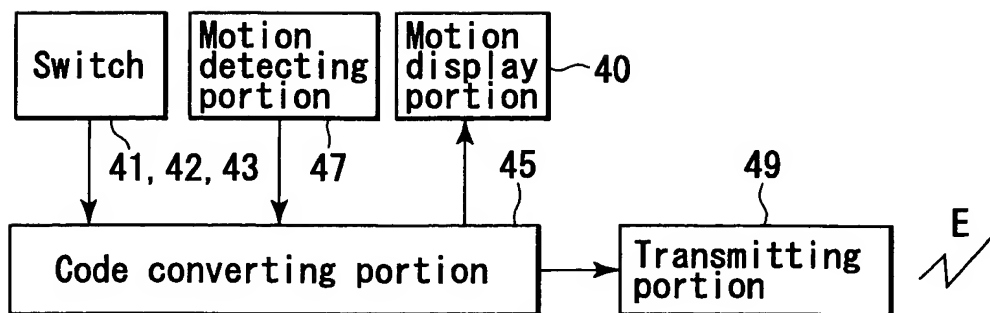 Switch
Motion
detecting
portion
Motion
display
portion
40
41, 42, 43
47
45
49
E
Code converting portion
Transmitting
portion